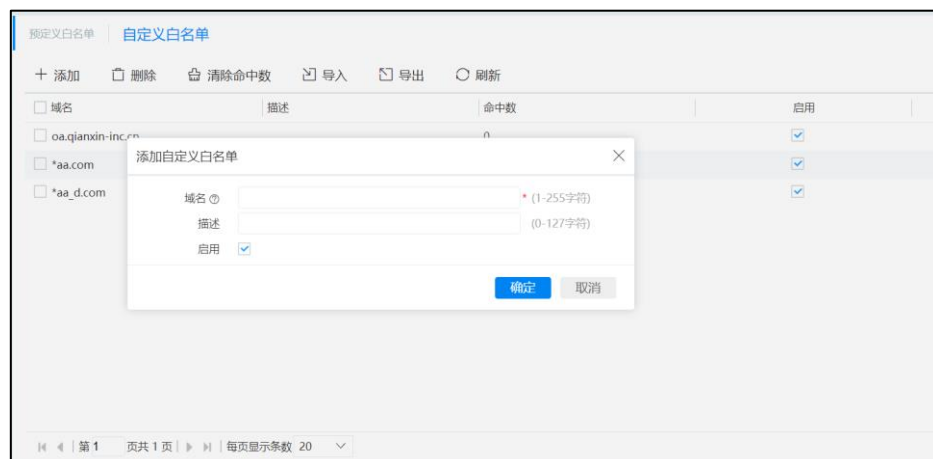 预定义白名单 自定义白名单
添加 删除 清除命中数 导入 导出 刷新
域名 描述 命中数 启用
oa.qianxin-inc.cn 0
*aa.com
*aa_d.com
添加自定义白名单
域名 * (1-255字符)
描述 (0-127字符)
启用
确定 取消
第 1 页共 1 页 每页显示条数 20